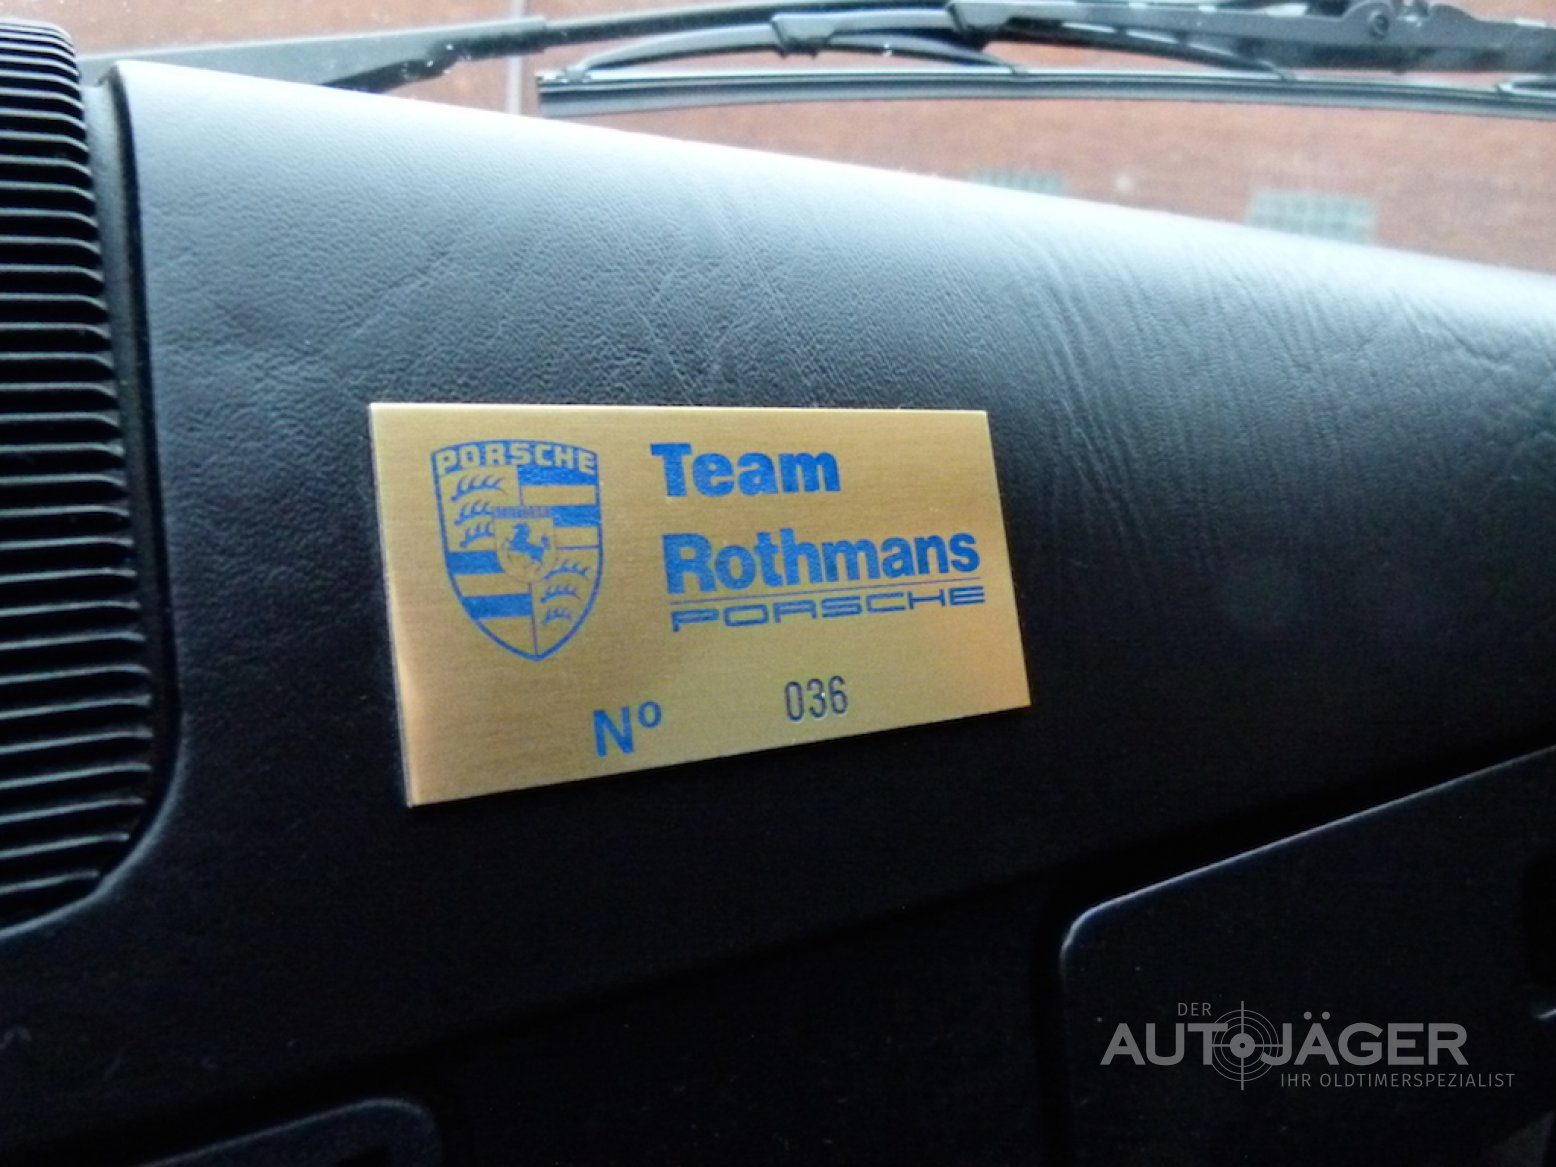 PORSCHE
Team
Rothmans
PORSCHE
Nº 036
DER
AUTOJÄGER
IHR OLDTIMERSPEZIALIST